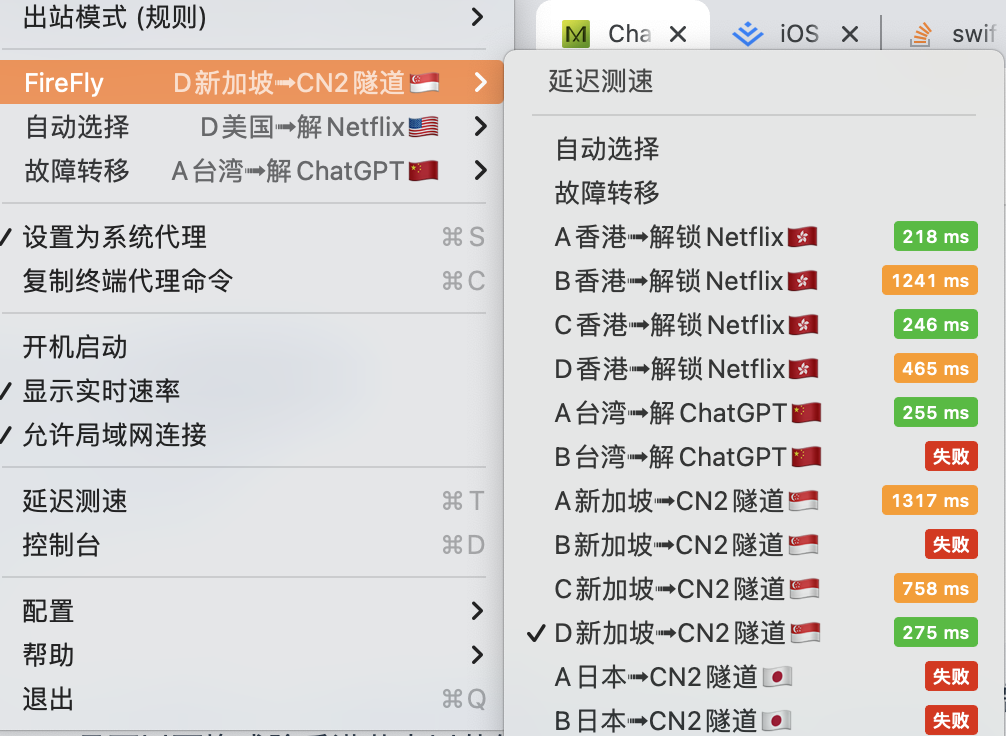 出站模式 (规则)
FireFly D新加坡➟CN2隧道🇸🇬
自动选择 D美国➟解Netflix🇺🇸
故障转移 A台湾➟解ChatGPT🇨🇳
✓ 设置为系统代理 ⌘S
复制终端代理命令 ⌘C
开机启动
✓ 显示实时速率
✓ 允许局域网连接
延迟测速 ⌘T
控制台 ⌘D
配置
帮助
退出 ⌘Q
Cha iOS swif
延迟测速
自动选择
故障转移
A香港➟解锁Netflix🇭🇰 218 ms
B香港➟解锁Netflix🇭🇰 1241 ms
C香港➟解锁Netflix🇭🇰 246 ms
D香港➟解锁Netflix🇭🇰 465 ms
A台湾➟解ChatGPT🇨🇳 255 ms
B台湾➟解ChatGPT🇨🇳 失败
A新加坡➟CN2隧道🇸🇬 1317 ms
B新加坡➟CN2隧道🇸🇬 失败
C新加坡➟CN2隧道🇸🇬 758 ms
✓ D新加坡➟CN2隧道🇸🇬 275 ms
A日本➟CN2隧道🇯🇵 失败
B日本➟CN2隧道🇯🇵 失败